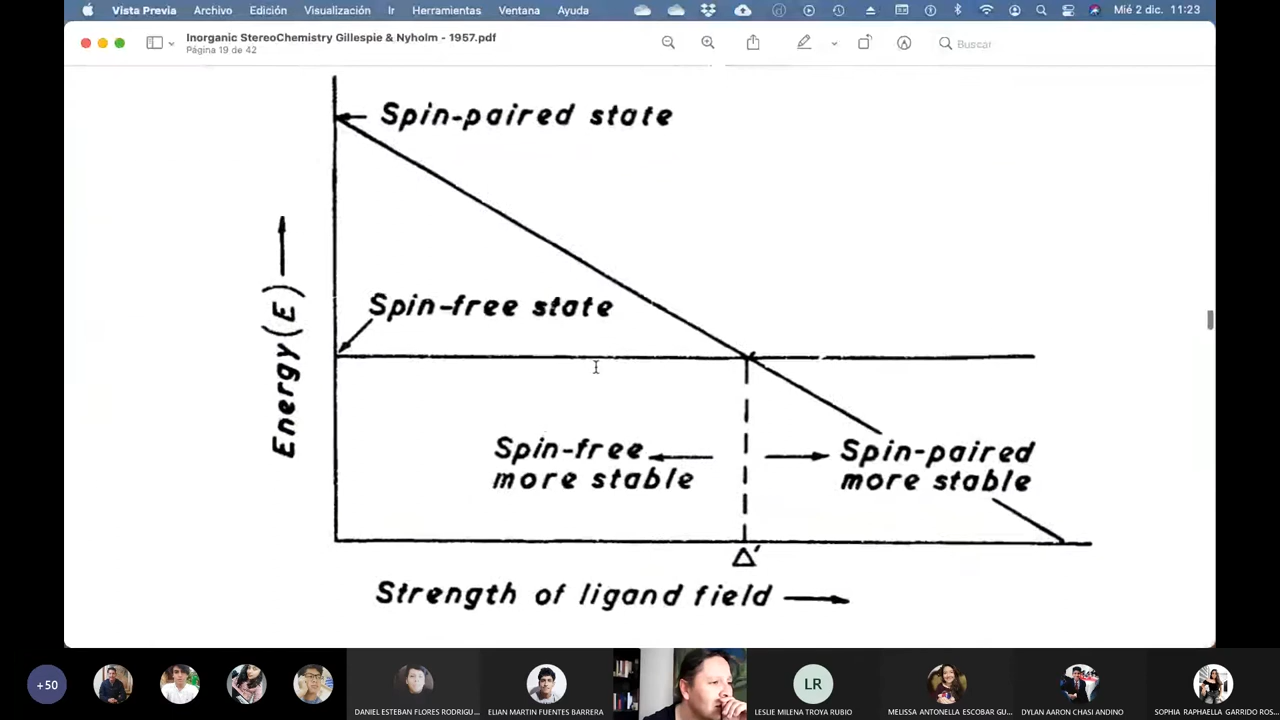 Vista Previa Archivo Edición Visualización Ir Herramientas Ventana Ayuda Mié 2 dic. 11:23
Inorganic StereoChemistry Gillespie & Nyholm - 1957.pdf
Página 19 de 42
Buscar
Spin-paired state
Spin-free state
Energy(E)
Spin-free
more stable
Spin-paired
more stable
Δ′
Strength of ligand field
+50
LR
DANIEL ESTEBAN FLORES RODRIGU...
ELIAN MARTIN FUENTES BARRERA
LESLIE MILENA TROYA RUBIO
MELISSA ANTONELLA ESCOBAR GU...
DYLAN AARON CHASI ANDINO
SOPHIA RAPHAELLA GARRIDO ROS...